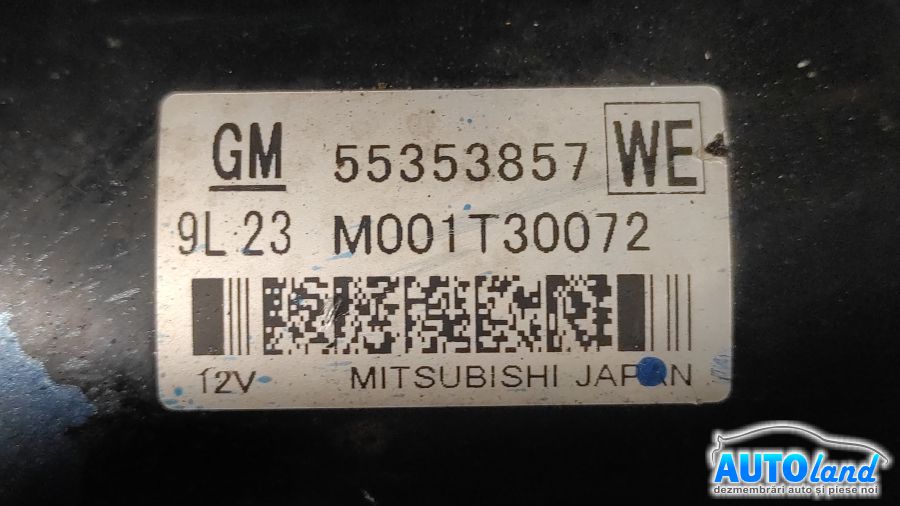 GM 55353857 WE
9L 23 M001T30072
12V MITSUBISHI JAPAN
AUTOland
dezmembrări auto și piese noi